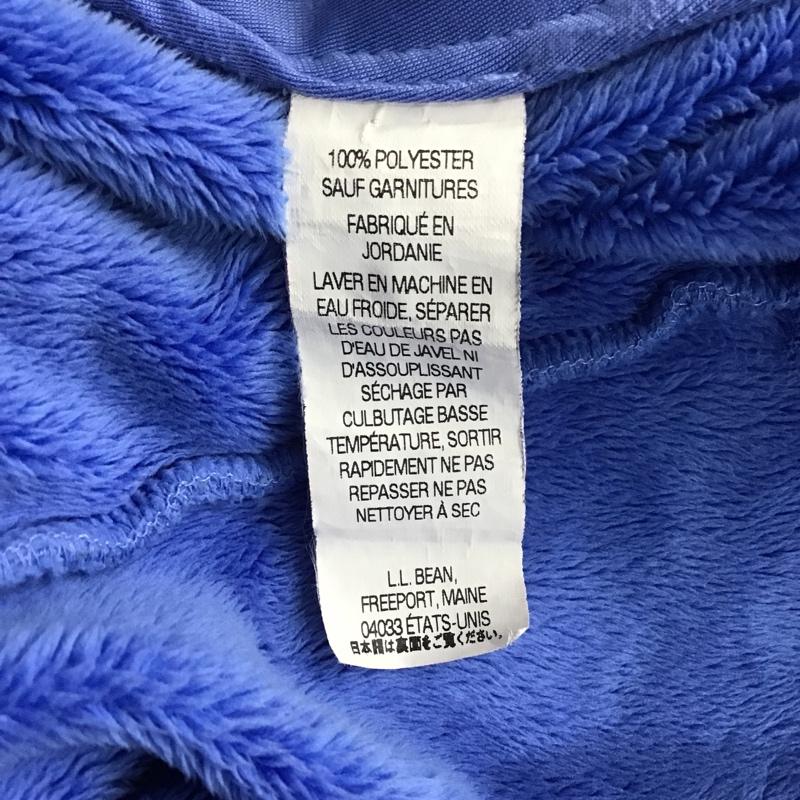 100% POLYESTER
SAUF GARNITURES
FABRIQUÉ EN
JORDANIE
LAVER EN MACHINE EN
EAU FROIDE, SÉPARER
LES COULEURS PAS
D'EAU DE JAVEL NI
D'ASSOUPLISSANT
SÉCHAGE PAR
CULBUTAGE BASSE
TEMPÉRATURE, SORTIR
RAPIDEMENT NE PAS
REPASSER NE PAS
NETTOYER À SEC
L.L. BEAN,
FREEPORT, MAINE
04033 ÉTATS-UNIS
日本語は裏面をご覧ください。